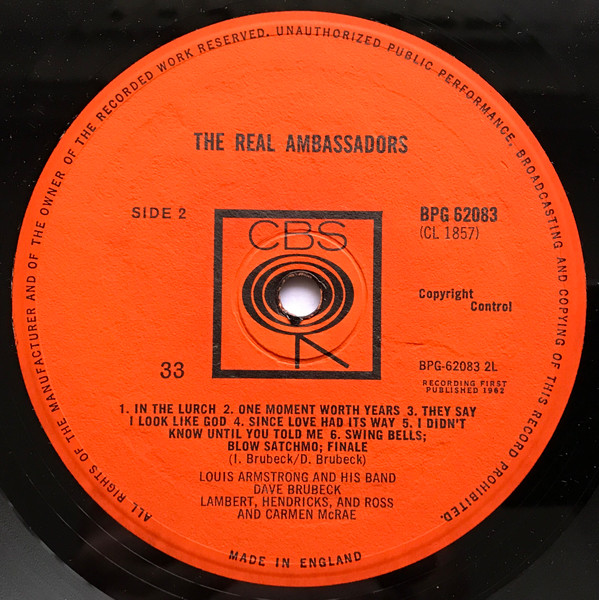 ALL RIGHTS OF THE MANUFACTURER AND OF THE OWNER OF THE RECORDED WORK RESERVED. UNAUTHORIZED PUBLIC PERFORMANCE, BROADCASTING AND COPYING OF THIS RECORD PROHIBITED.
THE REAL AMBASSADORS
SIDE 2
BPG 62083
(CL 1857)
CBS
Copyright
Control
33
BPG-62083 2L
RECORDING FIRST
PUBLISHED 1962
1. IN THE LURCH 2. ONE MOMENT WORTH YEARS 3. THEY SAY
I LOOK LIKE GOD 4. SINCE LOVE HAD ITS WAY 5. I DIDN'T
KNOW UNTIL YOU TOLD ME 6. SWING BELLS;
BLOW SATCHMO; FINALE
(I. Brubeck/D. Brubeck)
LOUIS ARMSTRONG AND HIS BAND
DAVE BRUBECK
LAMBERT, HENDRICKS, AND ROSS
AND CARMEN McRAE
MADE IN ENGLAND